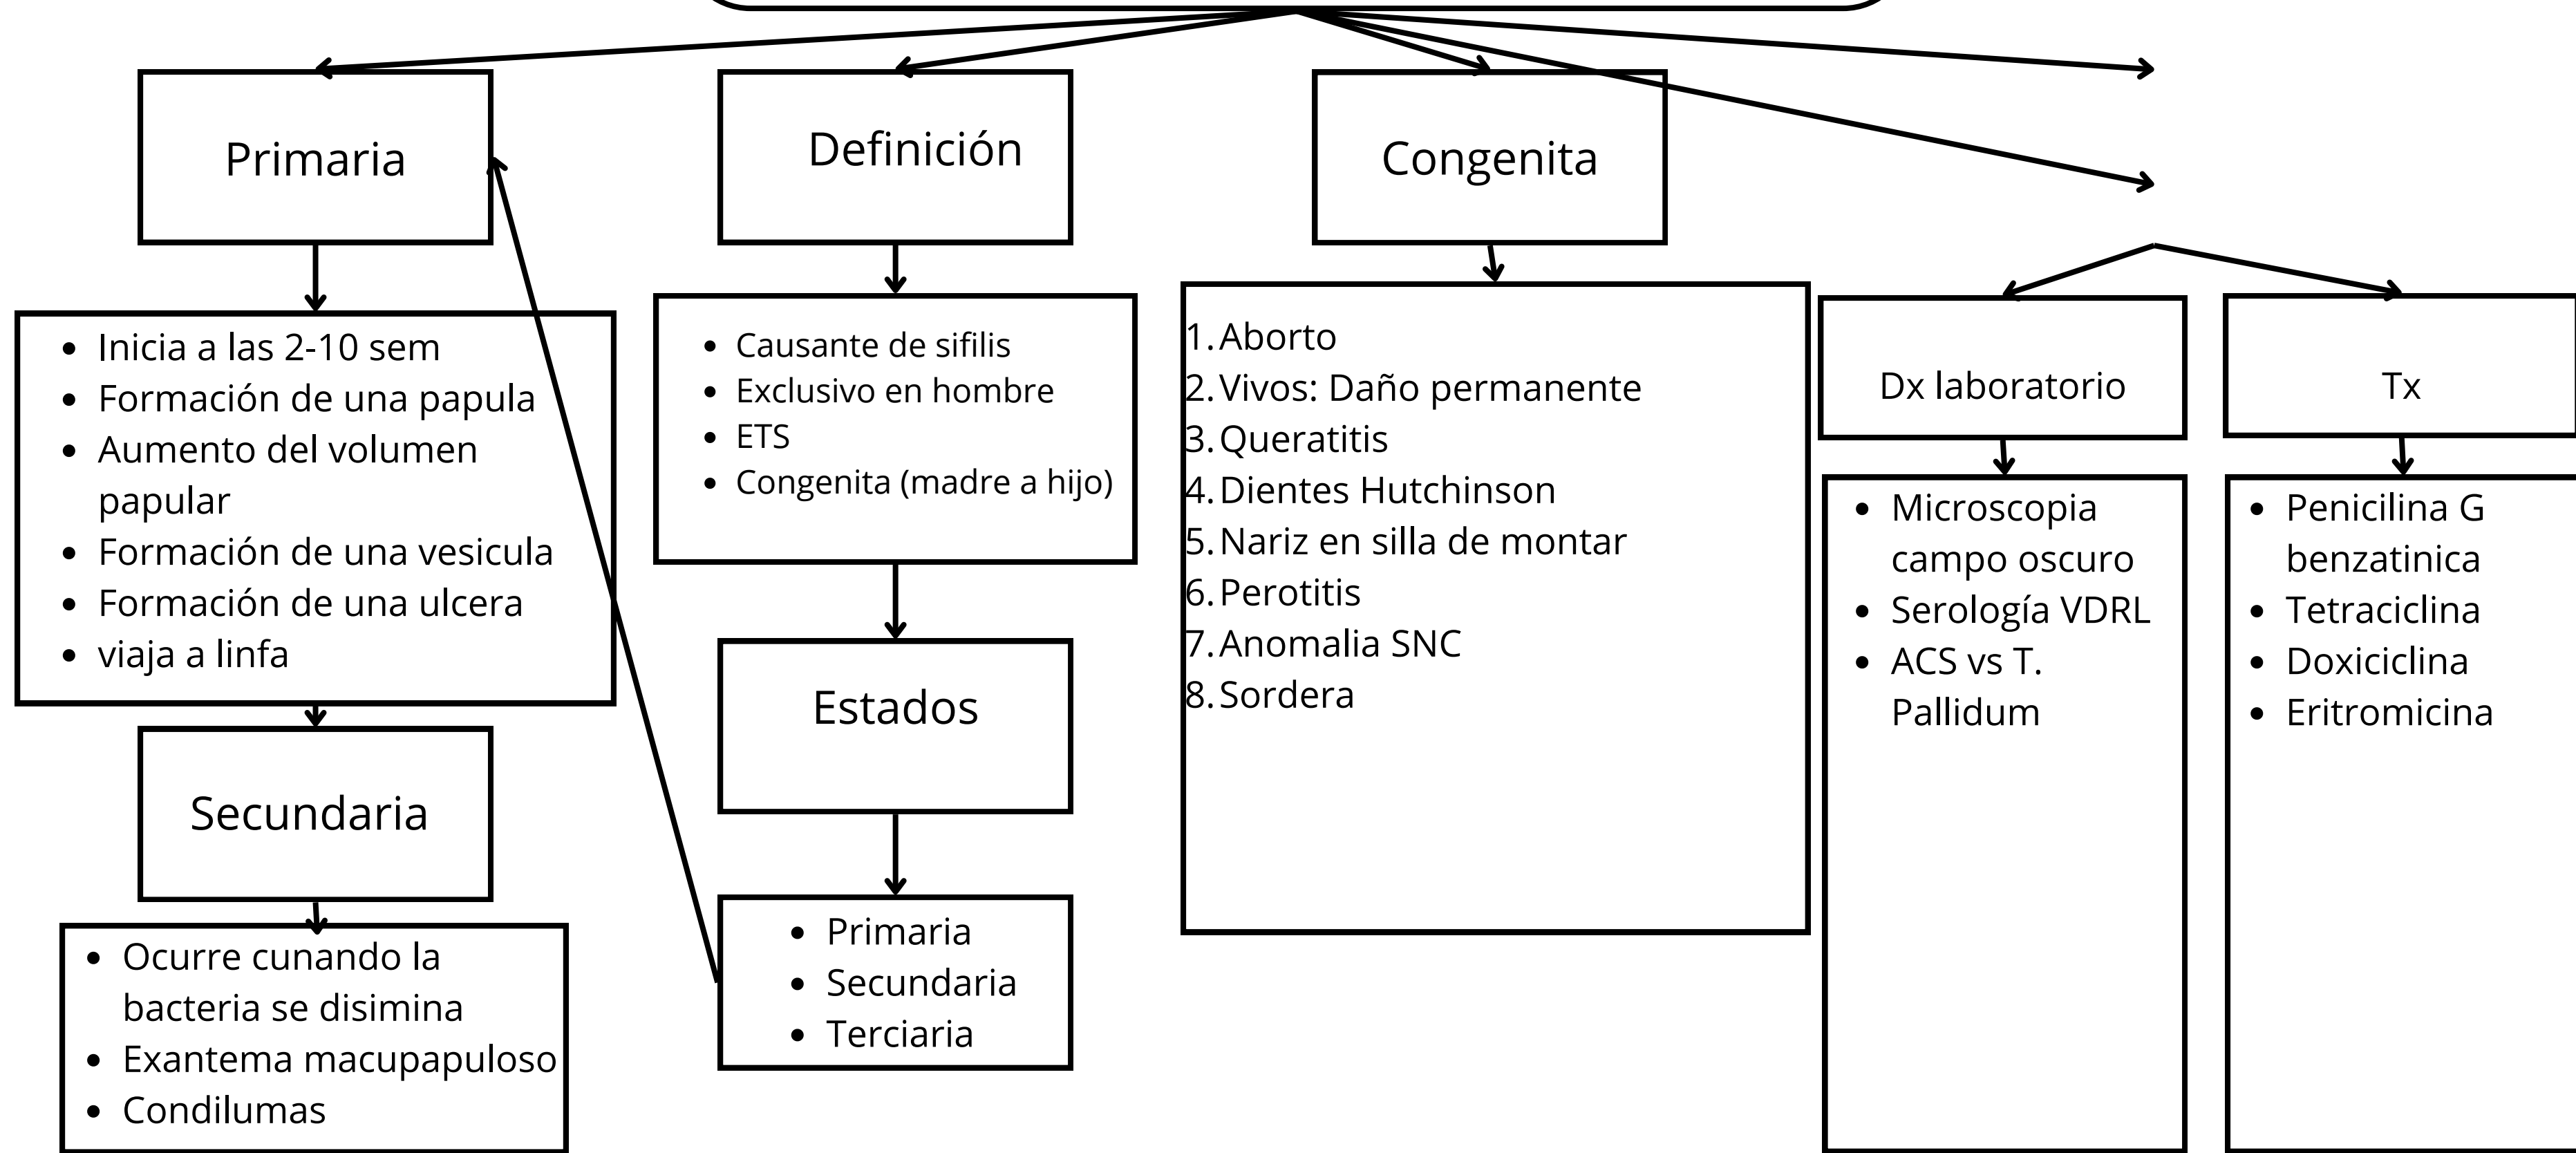 Primaria
• Inicia a las 2-10 sem
• Formación de una papula
• Aumento del volumen
papular
• Formación de una vesicula
• Formación de una ulcera
• viaja a linfa
Secundaria
• Ocurre cunando la
bacteria se disimina
• Exantema macupapuloso
• Condilumas
Definición
• Causante de sifilis
• Exclusivo en hombre
• ETS
• Congenita (madre a hijo)
Estados
• Primaria
• Secundaria
• Terciaria
Congenita
1. Aborto
2. Vivos: Daño permanente
3. Queratitis
4. Dientes Hutchinson
5. Nariz en silla de montar
6. Perotitis
7. Anomalia SNC
8. Sordera
Dx laboratorio
• Microscopia
campo oscuro
• Serología VDRL
• ACS vs T.
Pallidum
Tx
• Penicilina G
benzatinica
• Tetraciclina
• Doxiciclina
• Eritromicina